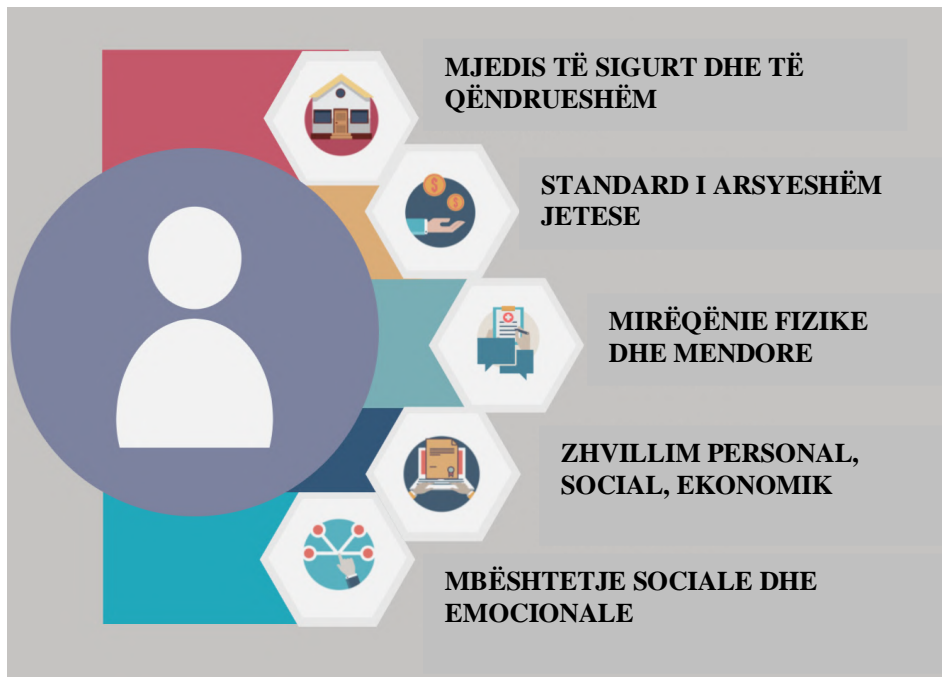 MJEDIS TË SIGURT DHE TË
QËNDRUESHËM
STANDARD I ARSYESHËM
JETESE
MIRËQËNIE FIZIKE
DHE MENDORE
ZHVILLIM PERSONAL,
SOCIAL, EKONOMIK
MBËSHTETJE SOCIALE DHE
EMOCIONALE